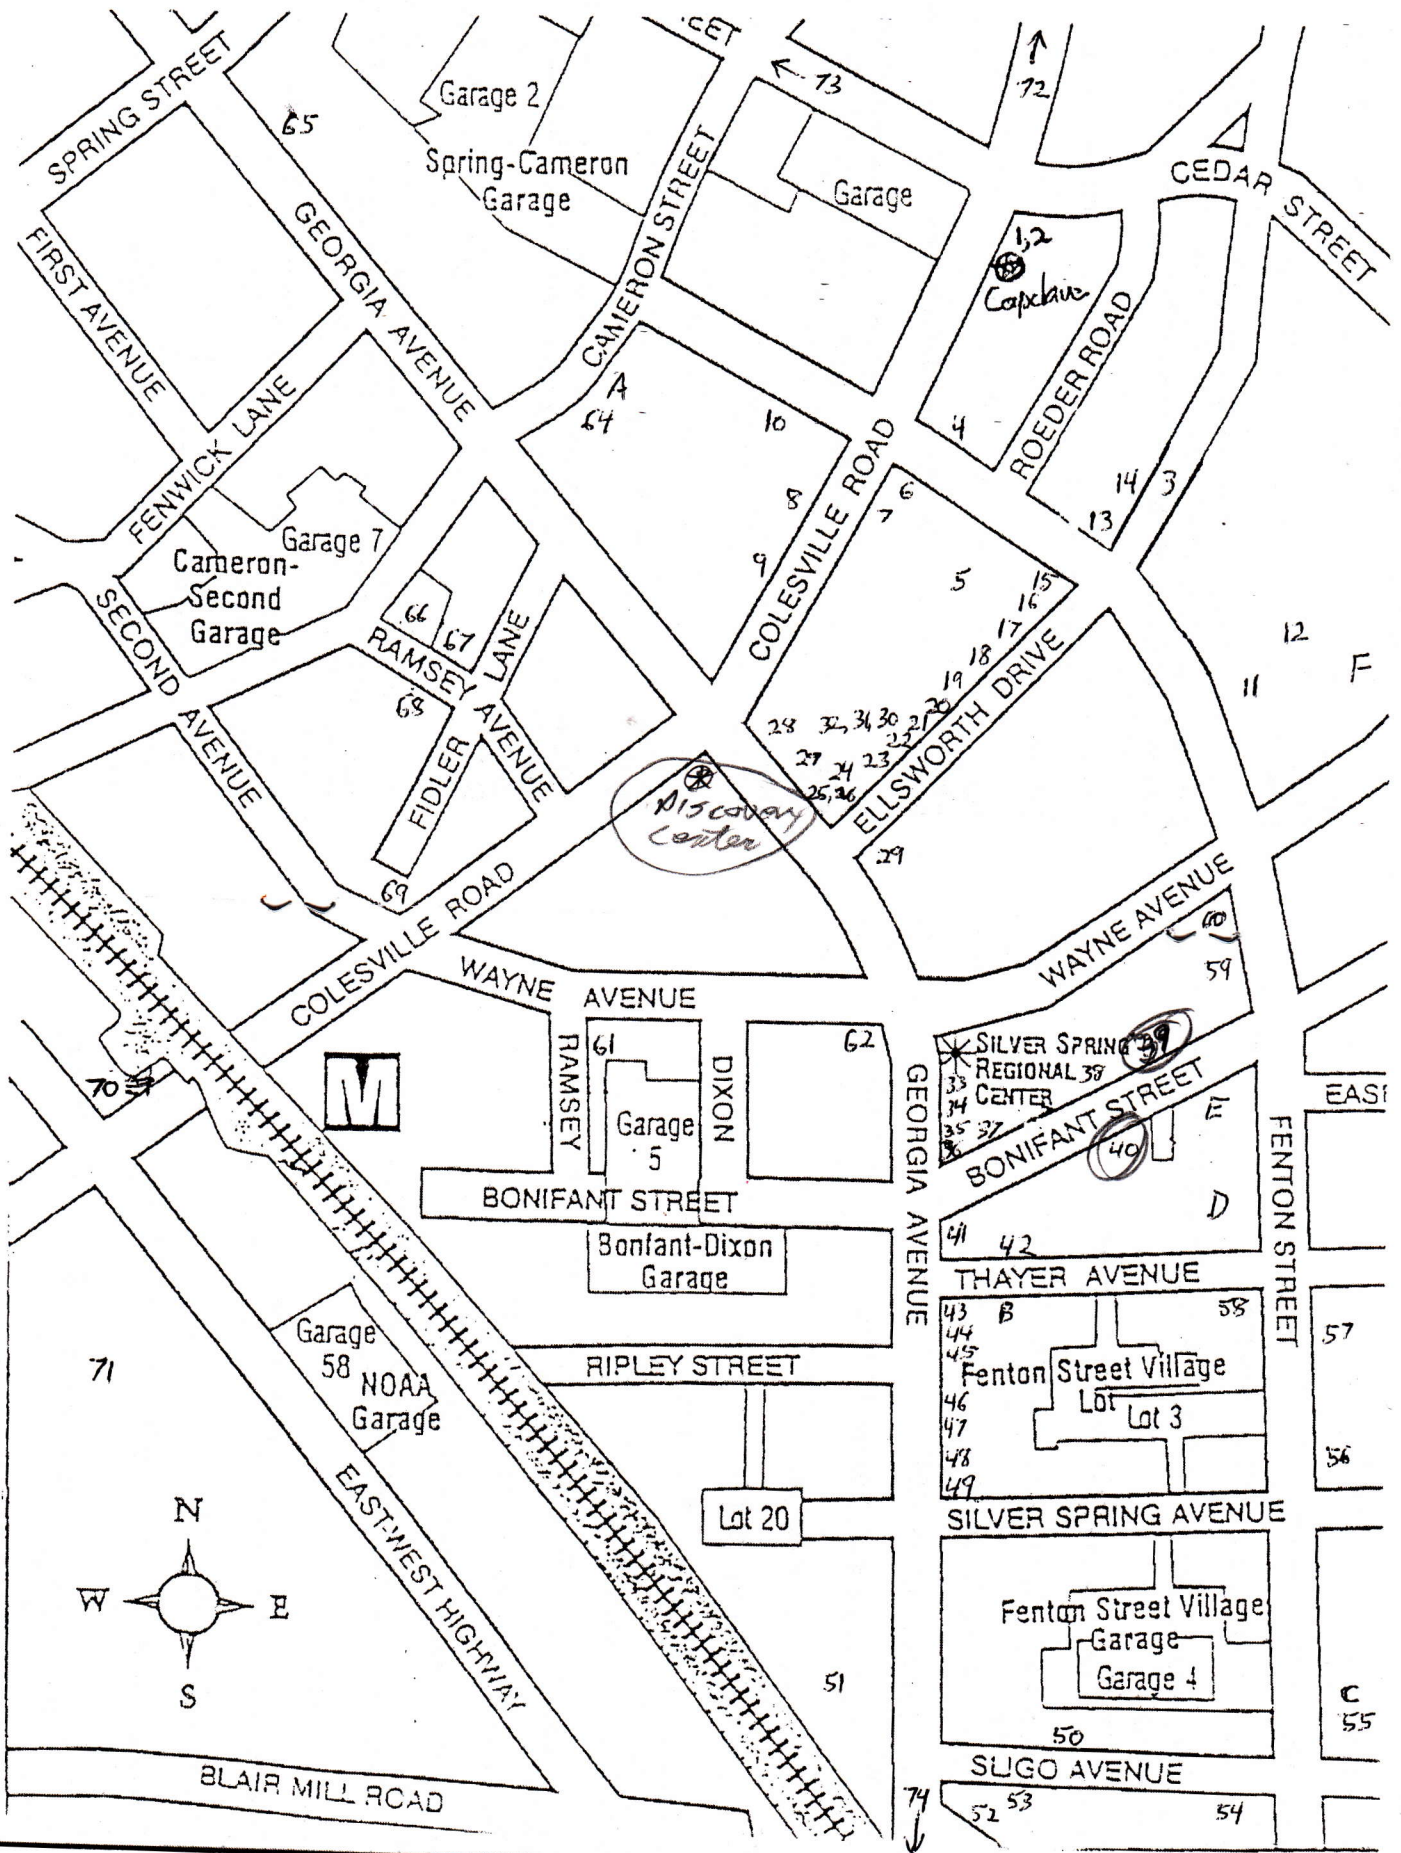 EET
← 73
↑
72
Garage 2
65
SPRING STREET
Spring-Cameron
Garage
CAMERON STREET
Garage
CEDAR STREET
1,2
Capclave
FIRST AVENUE
GEORGIA AVENUE
ROEDER ROAD
A
64
10
4
FENWICK LANE
COLESVILLE ROAD
8
6
7
14
3
13
Garage 7
Cameron-
Second
Garage
9
5
15
16
17
18
19
20
21
22
23
24
25,26
27
28
32, 31, 30
12
11
F
SECOND AVENUE
66
67
RAMSEY AVENUE
68
FIDLER LANE
ELLSWORTH DRIVE
Discovery
Center
29
69
COLESVILLE ROAD
WAYNE AVENUE
WAYNE AVENUE
60
59
70
M
RAMSEY
61
DIXON
62
Garage
5
SILVER SPRING 39
REGIONAL 38
CENTER
33
34
35 37
36
GEORGIA AVENUE
BONIFANT STREET
40
E
D
EAST
FENTON STREET
BONIFANT STREET
Bonfant-Dixon
Garage
41
42
THAYER AVENUE
43
B
58
44
45
57
Fenton Street Village
Lot
Lot 3
46
47
48
49
56
71
Garage
58
NOAA
Garage
RIPLEY STREET
Lot 20
SILVER SPRING AVENUE
EAST-WEST HIGHWAY
N
W
E
S
Fenton Street Village
Garage
Garage 4
51
C
55
50
SLIGO AVENUE
BLAIR MILL ROAD
74
↓
52
53
54